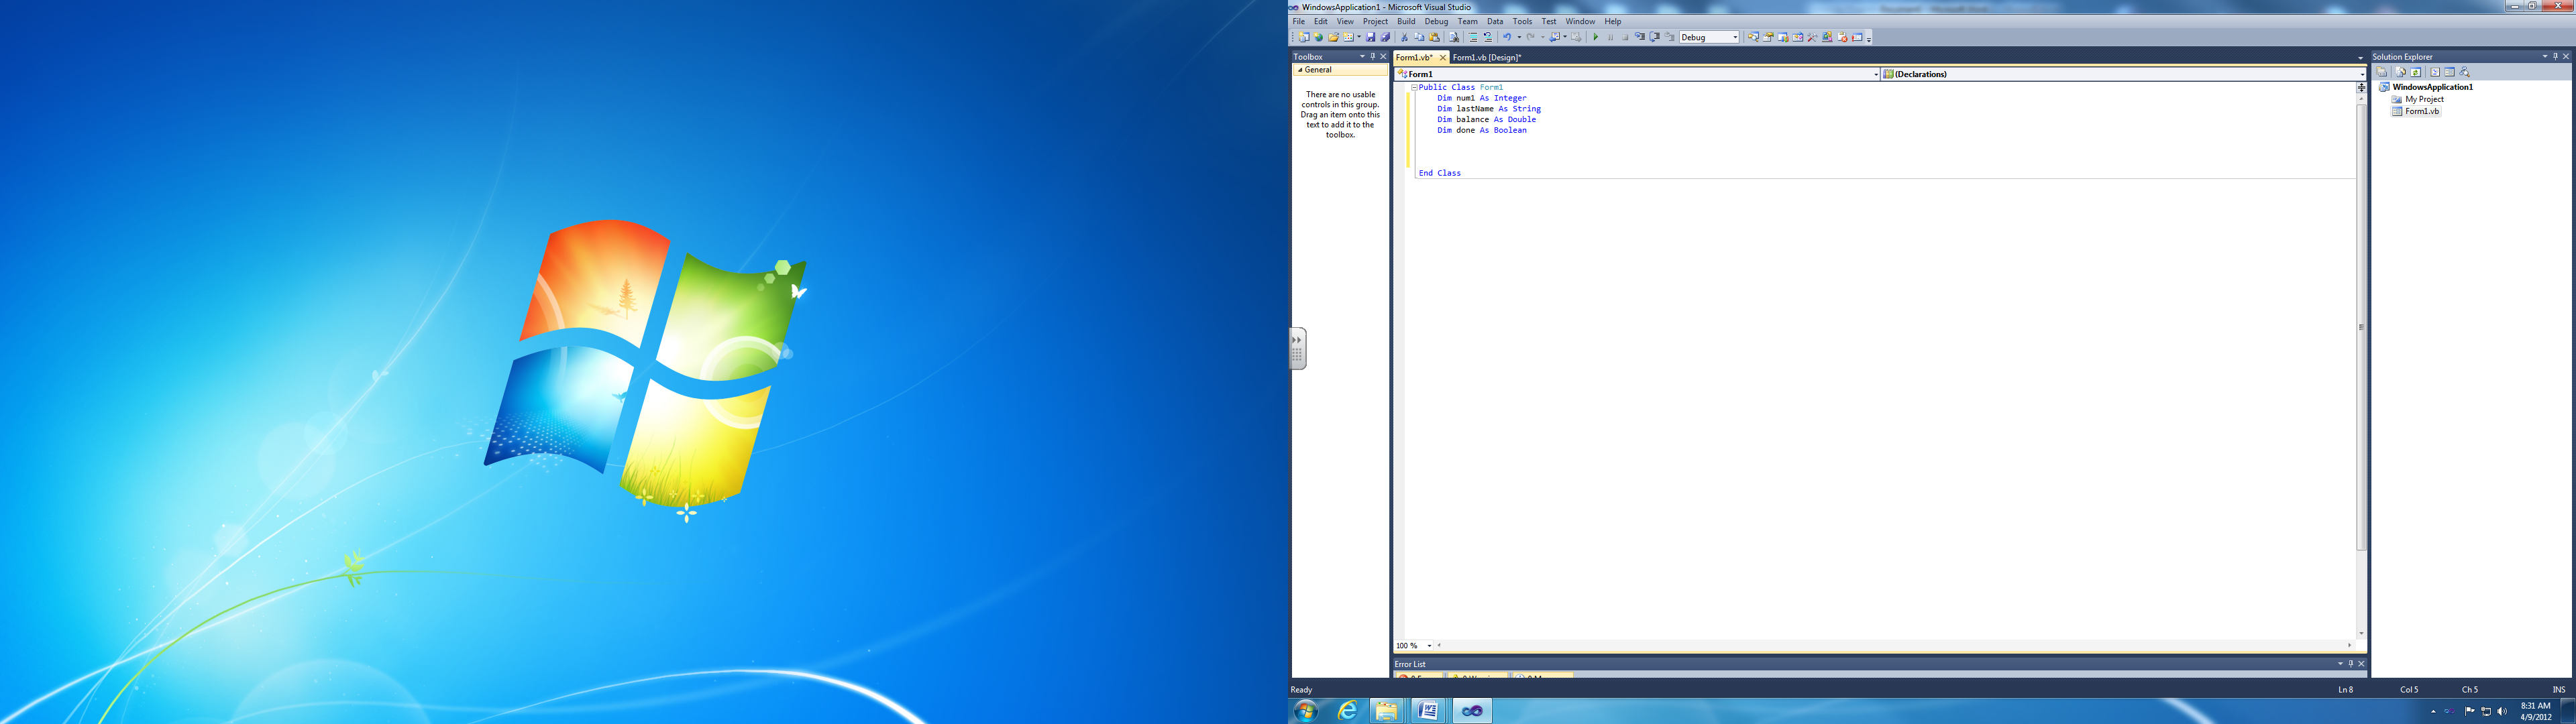 WindowsApplication1 - Microsoft Visual Studio
File Edit View Project Build Debug Team Data Tools Test Window Help
Debug
Toolbox
General
There are no usable
controls in this group.
Drag an item onto this
text to add it to the
toolbox.
Form1.vb* Form1.vb [Design]*
Form1 (Declarations)
Public Class Form1
Dim num1 As Integer
Dim lastName As String
Dim balance As Double
Dim done As Boolean
End Class
100 %
Error List
Solution Explorer
WindowsApplication1
My Project
Form1.vb
Ready Ln 8 Col 5 Ch 5 INS
8:31 AM
4/9/2012